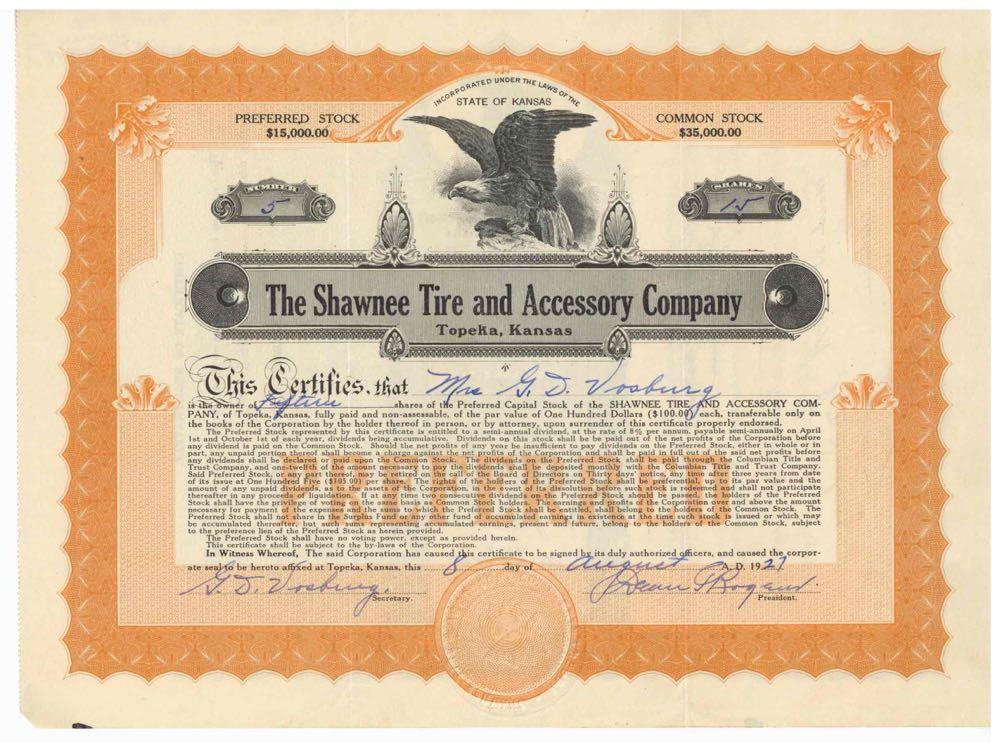 INCORPORATED UNDER THE LAWS OF THE
STATE OF KANSAS
PREFERRED STOCK
$15,000.00
COMMON STOCK
$35,000.00
NUMBER
5
SHARES
15
The Shawnee Tire and Accessory Company
Topeka, Kansas
This Certifies, that Mrs G. D. Vosburg
is the owner of fifteen shares of the Preferred Capital Stock of the SHAWNEE TIRE AND ACCESSORY COM-
PANY, of Topeka, Kansas, fully paid and non-assessable, of the par value of One Hundred Dollars ($100.00) each, transferable only on
the books of the Corporation by the holder thereof in person, or by attorney, upon surrender of this certificate properly endorsed.
The Preferred Stock represented by this certificate is entitled to a semi-annual dividend, at the rate of 8% per annum, payable semi-annually on April
1st and October 1st of each year, dividends being accumulative. Dividends on this stock shall be paid out of the net profits of the Corporation before
any dividend is paid on the Common Stock. Should the net profits of any year be insufficient to pay dividends on the Preferred Stock, either in whole or in
part, any unpaid portion thereof shall become a charge against the net profits of the Corporation and shall be paid in full out of the said net profits before
any dividends shall be declared or paid upon the Common Stock. The dividends on the Preferred Stock shall be paid through the Columbian Title and
Trust Company, and one-twelfth of the amount necessary to pay the dividends shall be deposited monthly with the Columbian Title and Trust Company.
Said Preferred Stock, or any part thereof, may be retired on the call of the Board of Directors on Thirty days' notice, any time after three years from date
of its issue at One Hundred Five ($105.00) per share. The rights of the holders of the Preferred Stock shall be preferential, up to its par value and the
amount of any unpaid dividends, as to the assets of the Corporation, in the event of its dissolution before such stock is redeemed and shall not participate
thereafter in any proceeds of liquidation. If at any time two consecutive dividends on Preferred Stock should be passed, the holders of the Preferred
Stock shall have the privilege of voting on the same basis as Common Stock holders. All earnings or profits of the Corporation over and above the amount
necessary for payment of the expenses and dividends to which the Preferred Stock shall be entitled, shall belong to the holders of the Common Stock. The
Preferred Stock shall not share in the Surplus Fund or any other fund of accumulated earnings in existence at the time such stock is issued or which may
be accumulated thereafter, but such Surplus representing accumulated earnings, present and future, belong to the holders of the Common Stock, subject
to the preference lien of the Preferred Stock as herein provided.
The Preferred Stock shall have no voting power, except as provided herein.
This certificate shall be subject to the by-laws of the Corporation.
PREFERRED
In Witness Whereof, The said Corporation has caused this certificate to be signed by its duly authorized officers, and caused the corpor-
ate seal to be hereto affixed at Topeka, Kansas, this 8 day of August A. D. 1921
G. D. Vosburg.
Secretary.
President.